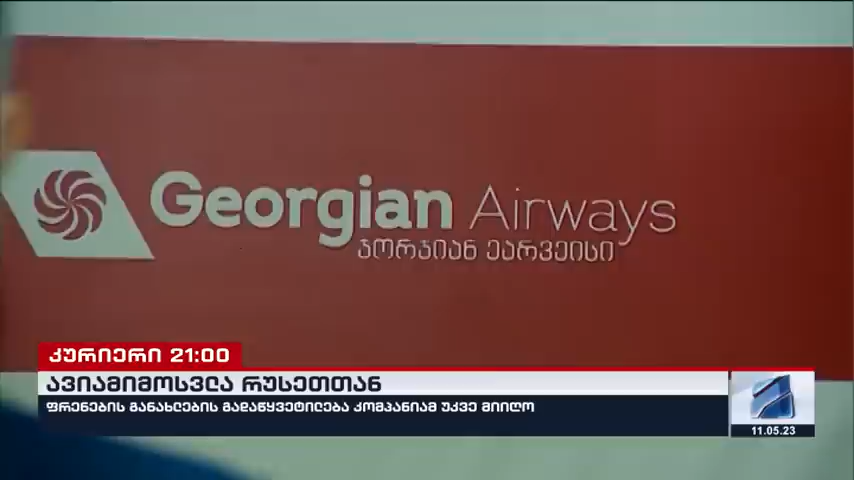 Georgian Airways
ჯორჯიან ეარვეისი
კურიერი 21:00
ავიამიმოსვლა რუსეთთან
ფრენების განახლების გადაწყვეტილება კომპანიამ უკვე მიიღო
11.05.23